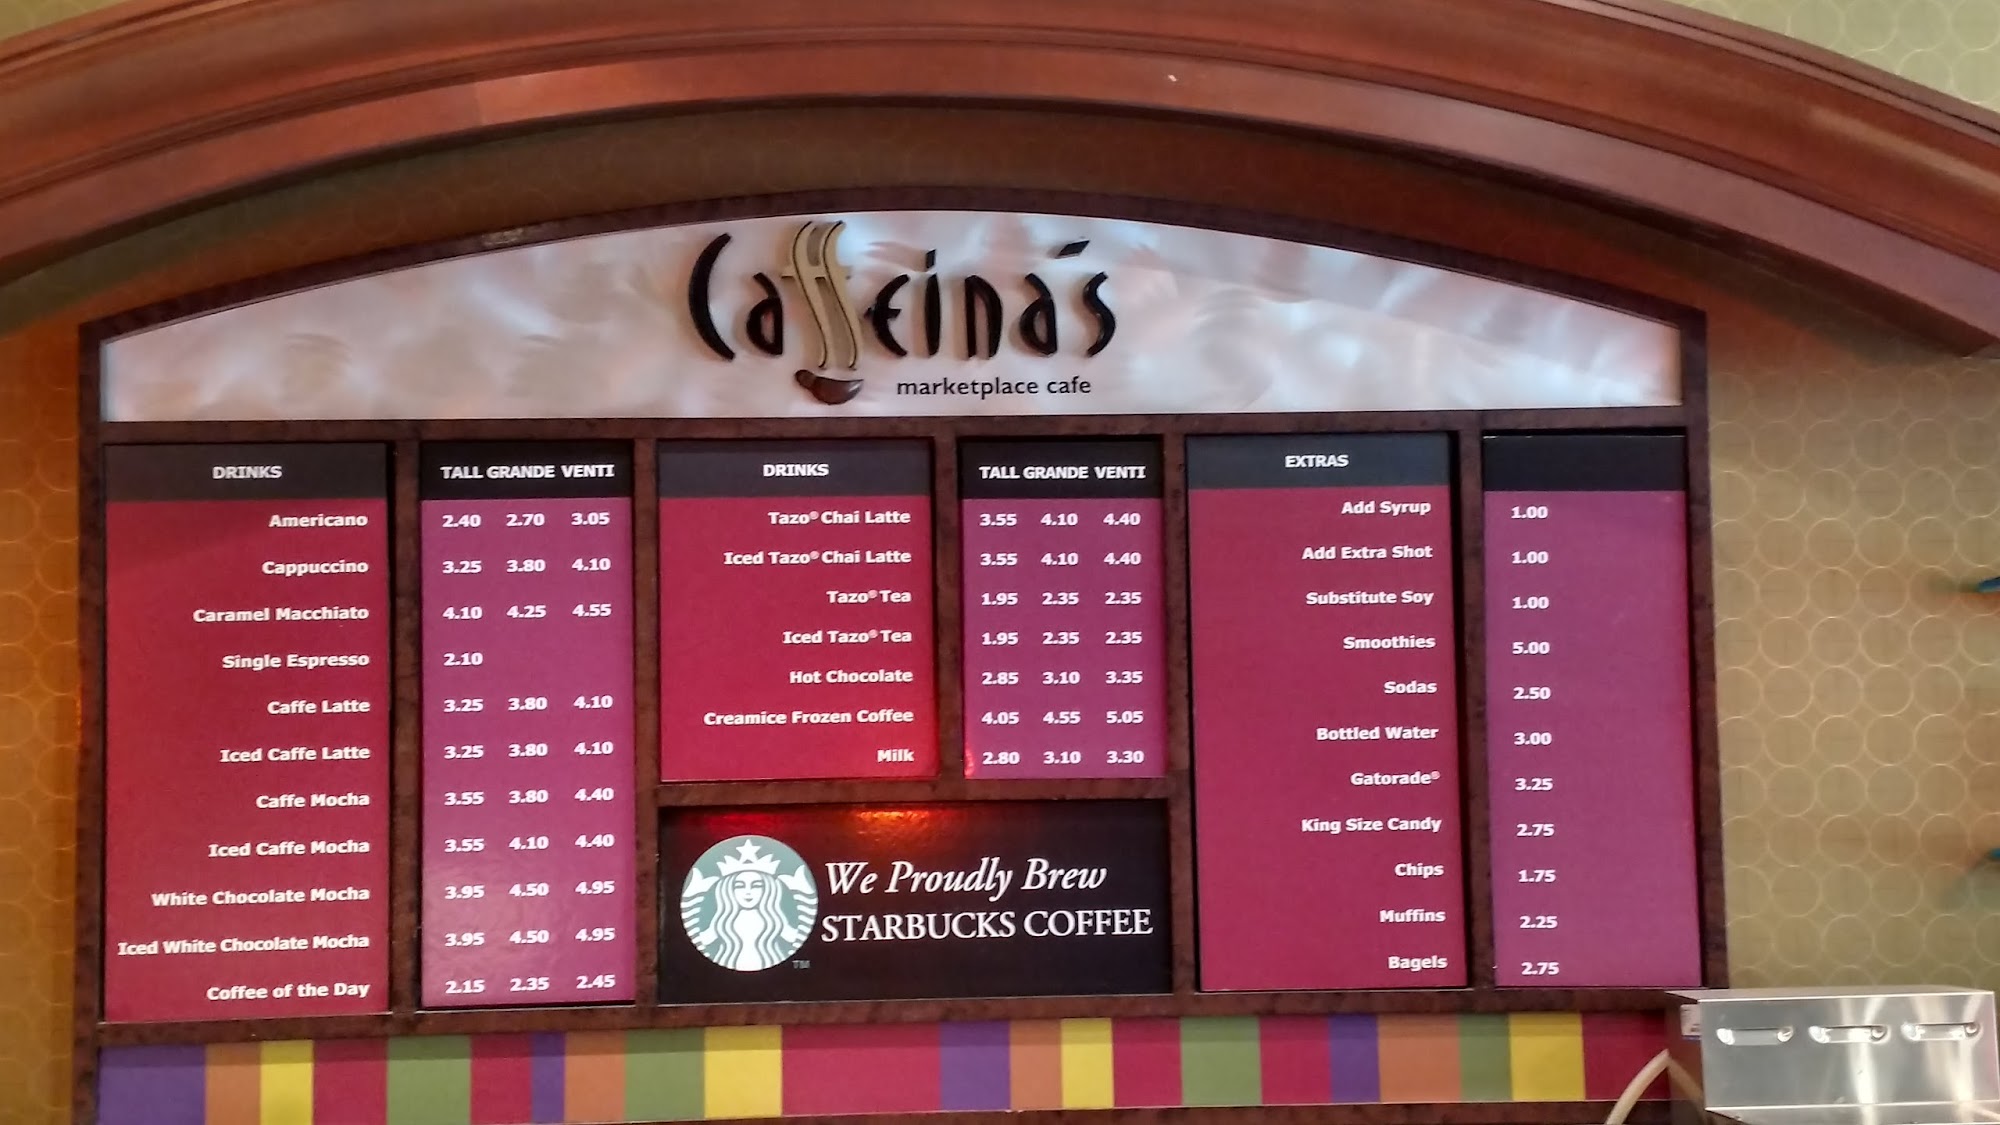 Caffeina's
marketplace cafe
DRINKS TALL GRANDE VENTI
Americano 2.40 2.70 3.05
Cappuccino 3.25 3.80 4.10
Caramel Macchiato 4.10 4.25 4.55
Single Espresso 2.10
Caffe Latte 3.25 3.80 4.10
Iced Caffe Latte 3.25 3.80 4.10
Caffe Mocha 3.55 3.80 4.40
Iced Caffe Mocha 3.55 4.10 4.40
White Chocolate Mocha 3.95 4.50 4.95
Iced White Chocolate Mocha 3.95 4.50 4.95
Coffee of the Day 2.15 2.35 2.45
DRINKS TALL GRANDE VENTI
Tazo® Chai Latte 3.55 4.10 4.40
Iced Tazo® Chai Latte 3.55 4.10 4.40
Tazo® Tea 1.95 2.35 2.35
Iced Tazo® Tea 1.95 2.35 2.35
Hot Chocolate 2.85 3.10 3.35
Creamice Frozen Coffee 4.05 4.55 5.05
Milk 2.80 3.10 3.30
We Proudly Brew
STARBUCKS COFFEE
TM
EXTRAS
Add Syrup 1.00
Add Extra Shot 1.00
Substitute Soy 1.00
Smoothies 5.00
Sodas 2.50
Bottled Water 3.00
Gatorade® 3.25
King Size Candy 2.75
Chips 1.75
Muffins 2.25
Bagels 2.75